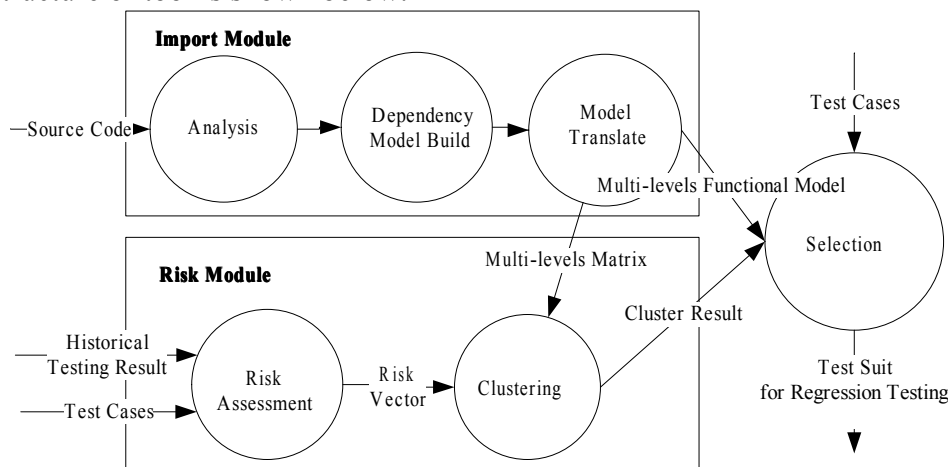 Import Module
Source Code
Analysis
Dependency
Model Build
Model
Translate
Test Cases
Multi-levels Functional Model
Selection
Multi-levels Matrix
Risk Module
Cluster Result
Historical
Testing Result
Test Cases
Risk
Assessment
Risk
Vector
Clustering
Test Suit
for Regression Testing